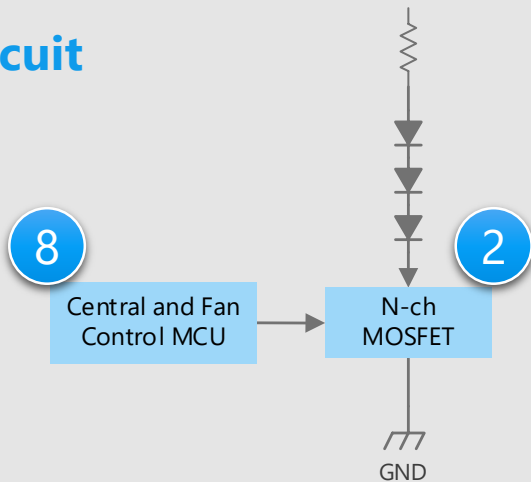 cuit
8
2
Central and Fan
Control MCU
N-ch
MOSFET
GND